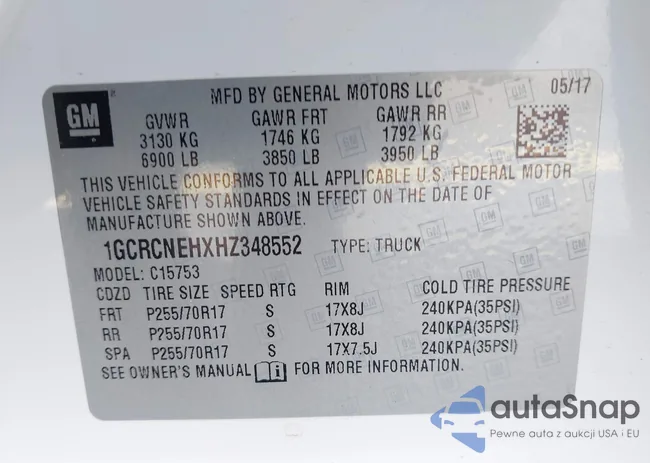 GM
MFD BY GENERAL MOTORS LLC 05/17
GVWR GAWR FRT GAWR RR
3130 KG 1746 KG 1792 KG
6900 LB 3850 LB 3950 LB
THIS VEHICLE CONFORMS TO ALL APPLICABLE U.S. FEDERAL MOTOR
VEHICLE SAFETY STANDARDS IN EFFECT ON THE DATE OF
MANUFACTURE SHOWN ABOVE.
1GCRCNEHXHZ348552 TYPE: TRUCK
MODEL: C15753
CDZD TIRE SIZE SPEED RTG RIM COLD TIRE PRESSURE
FRT P255/70R17 S 17X8J 240KPA(35PSI)
RR P255/70R17 S 17X8J 240KPA(35PSI)
SPA P255/70R17 S 17X7.5J 240KPA(35PSI)
SEE OWNER'S MANUAL FOR MORE INFORMATION.
autaSnap
Pewne auta z aukcji USA i EU